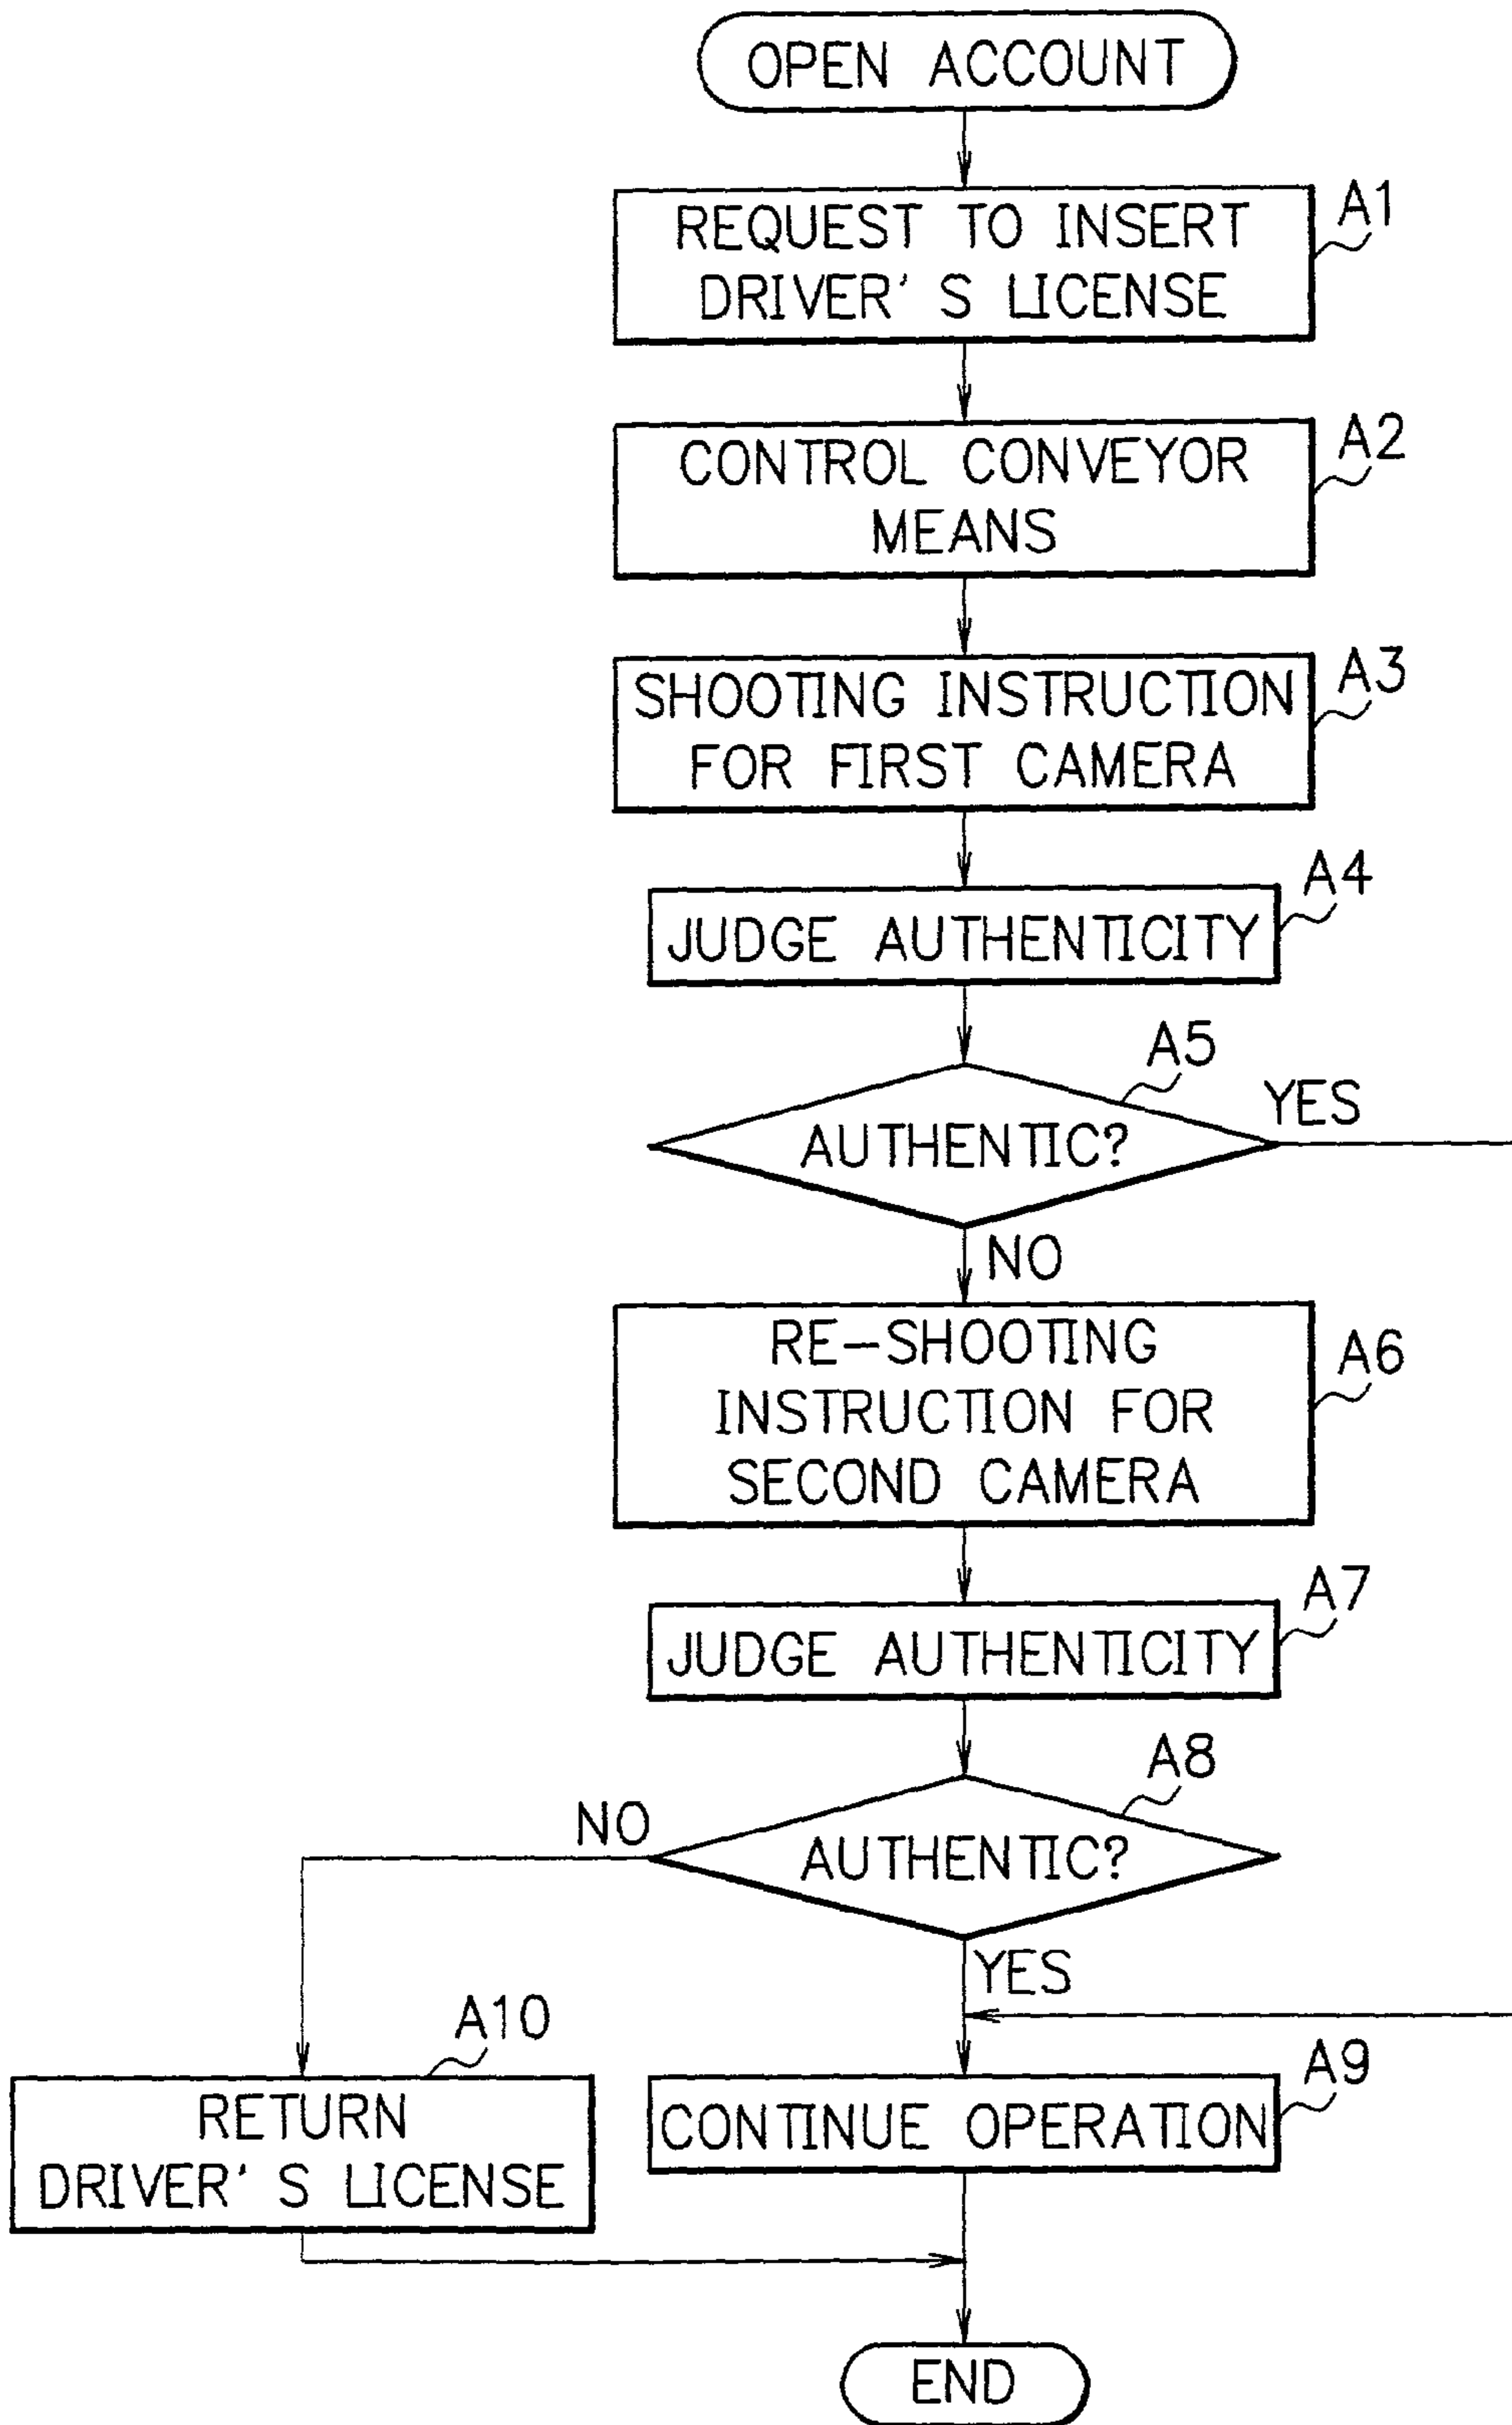 OPEN ACCOUNT
REQUEST TO INSERT
DRIVER'S LICENSE
A1
CONTROL CONVEYOR
MEANS
A2
SHOOTING INSTRUCTION
FOR FIRST CAMERA
A3
JUDGE AUTHENTICITY
A4
AUTHENTIC?
A5
YES
NO
RE-SHOOTING
INSTRUCTION FOR
SECOND CAMERA
A6
JUDGE AUTHENTICITY
A7
AUTHENTIC?
A8
NO
YES
RETURN
DRIVER'S LICENSE
A10
CONTINUE OPERATION
A9
END